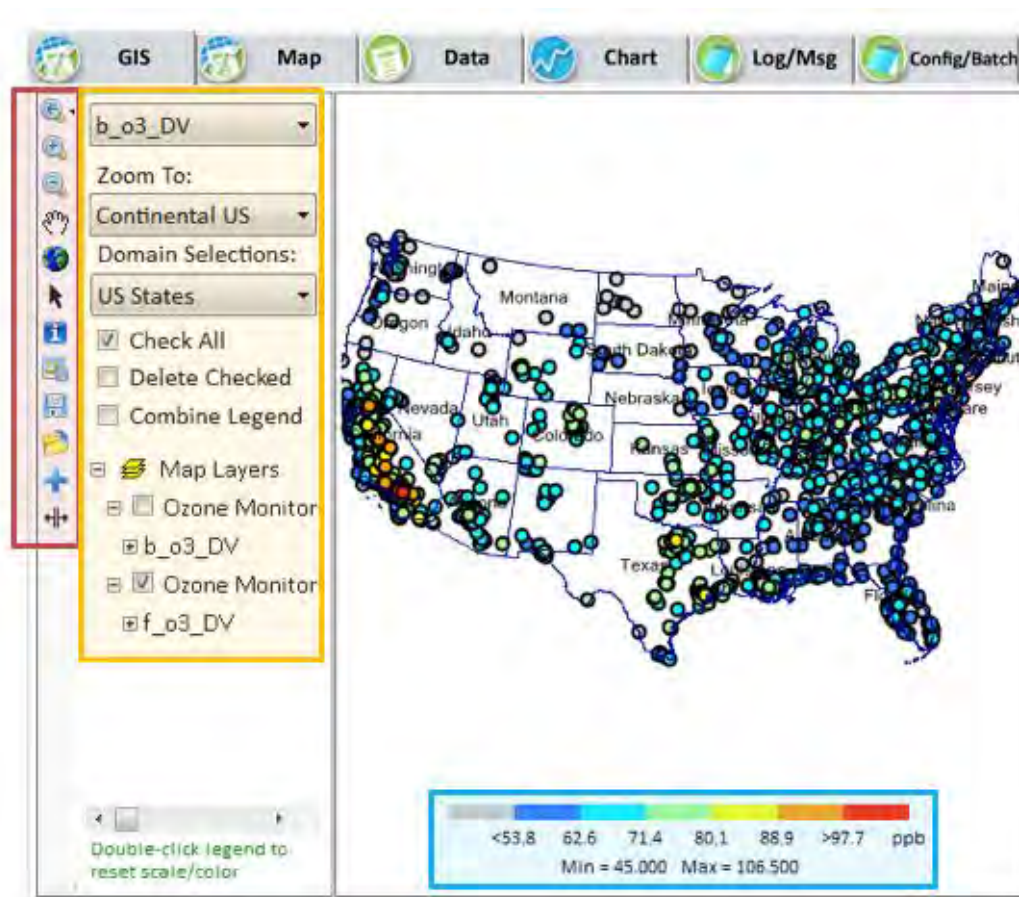 GIS Map Data Chart Log/Msg Config/Batch
b_o3_DV
Zoom To:
Continental US
Domain Selections:
US States
Check All
Delete Checked
Combine Legend
Map Layers
Ozone Monitor
b_o3_DV
Ozone Monitor
f_o3_DV
Double-click legend to
reset scale/color
Montana
Idaho
South Dako
Nebraska
Nevada
Utah
Colorado
Kansas
Texas
<53.8 62.6 71.4 80.1 88.9 >97.7 ppb
Min = 45.000 Max = 106.500